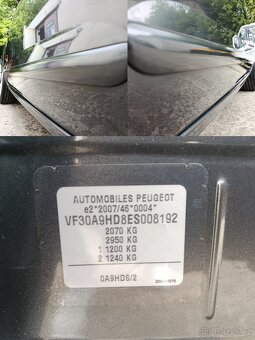 AUTOMOBILES PEUGEOT
e2*2007/46*0004*
VF30A9HD8ES008192
2070 KG
2950 KG
1 1200 KG
2 1240 KG
0A9HD8/2